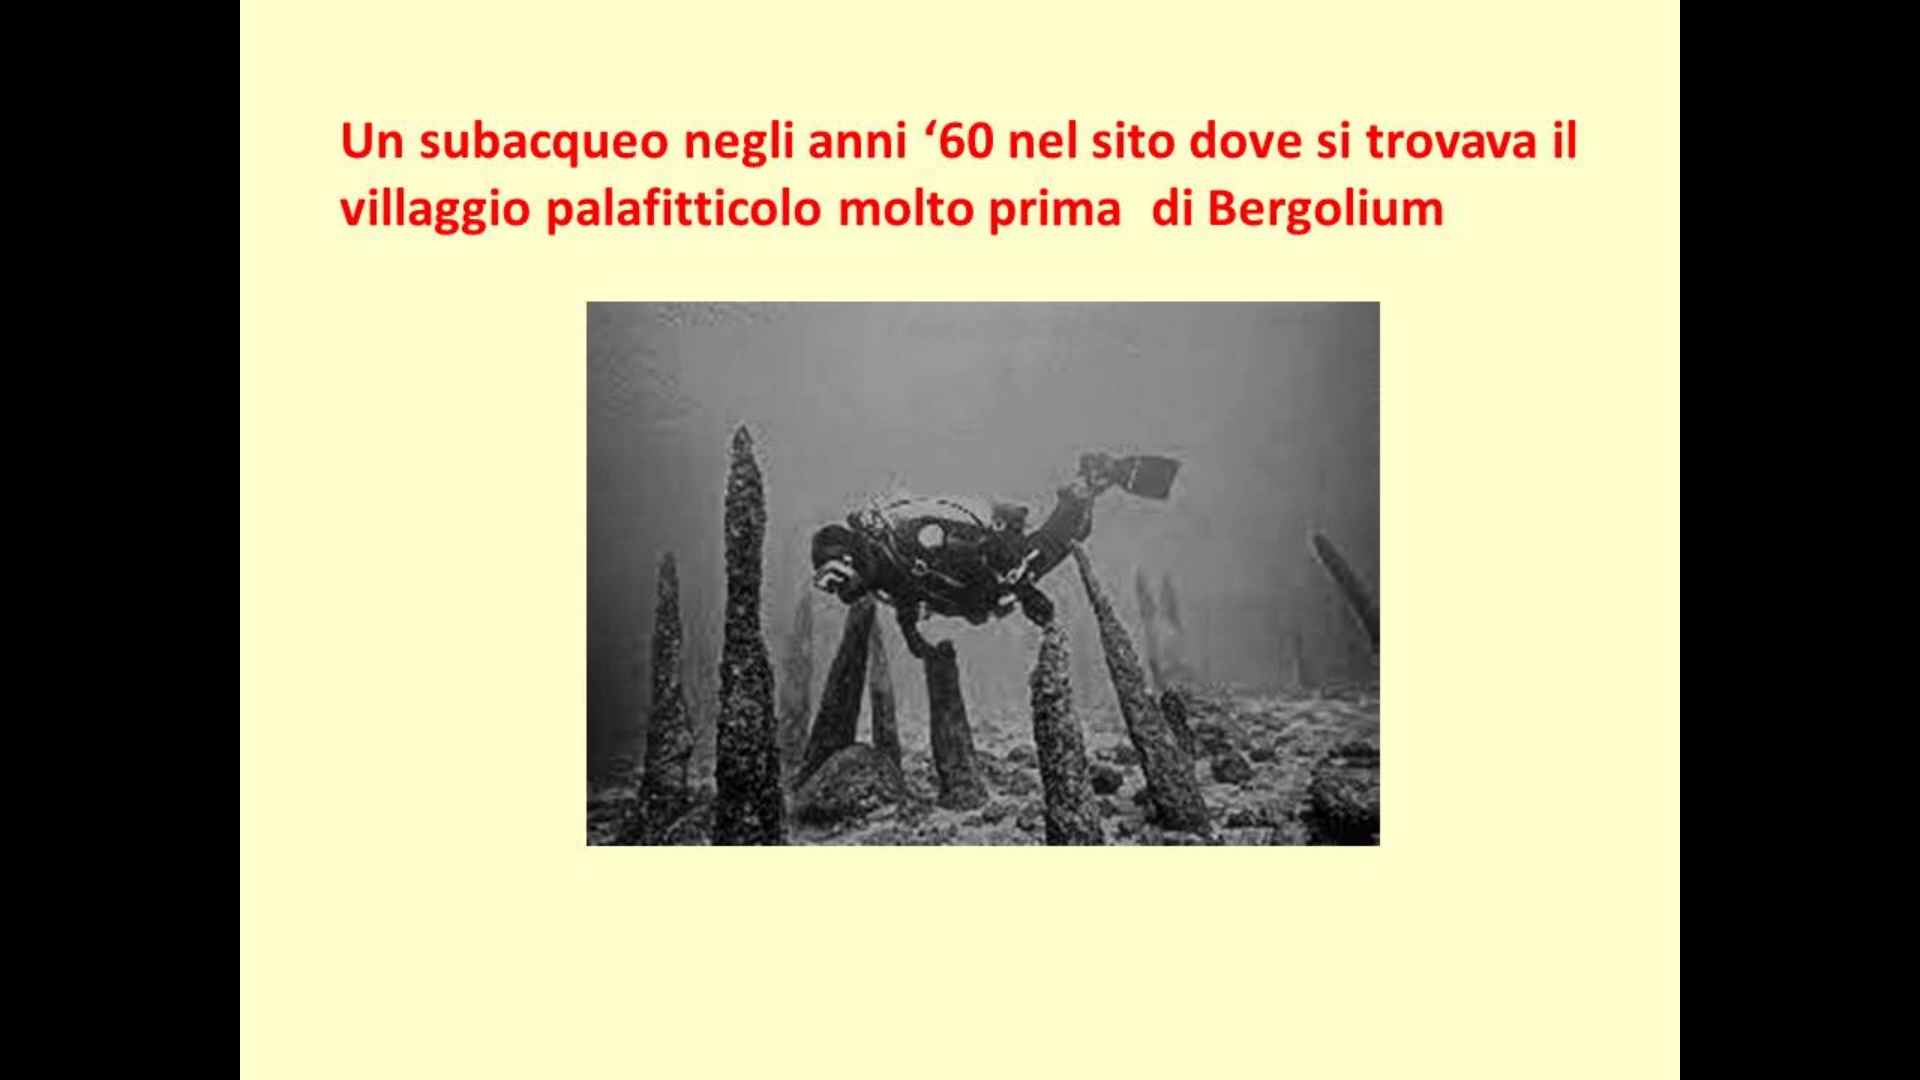 Un subacqueo negli anni ‘60 nel sito dove si trovava il
villaggio palafitticolo molto prima  di Bergolium